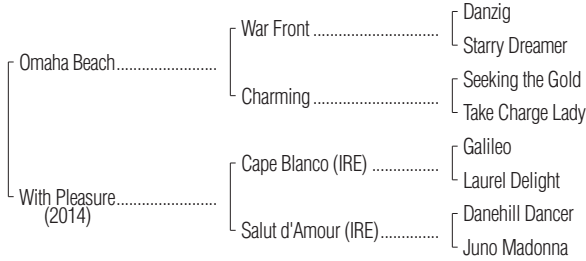 Danzig
War Front ..........................
Starry Dreamer
Omaha Beach.........................
Seeking the Gold
Charming ..........................
Take Charge Lady
Galileo
Cape Blanco (IRE) ..................
Laurel Delight
With Pleasure.........................
(2014)
Danehill Dancer
Salut d'Amour (IRE)...............
Juno Madonna